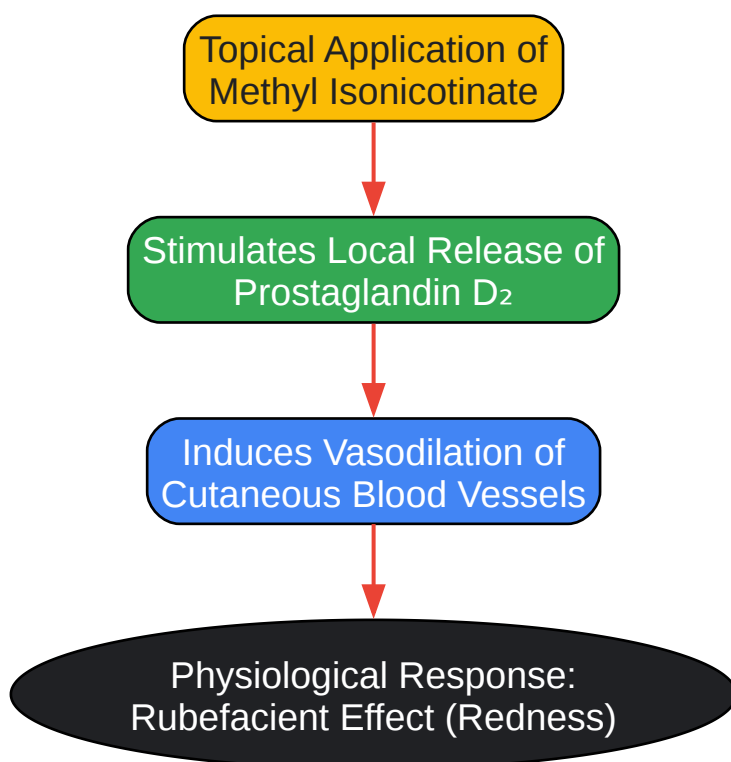 Topical Application of
Methyl Isonicotinate
Stimulates Local Release of
Prostaglandin D₂
Induces Vasodilation of
Cutaneous Blood Vessels
Physiological Response:
Rubefacient Effect (Redness)